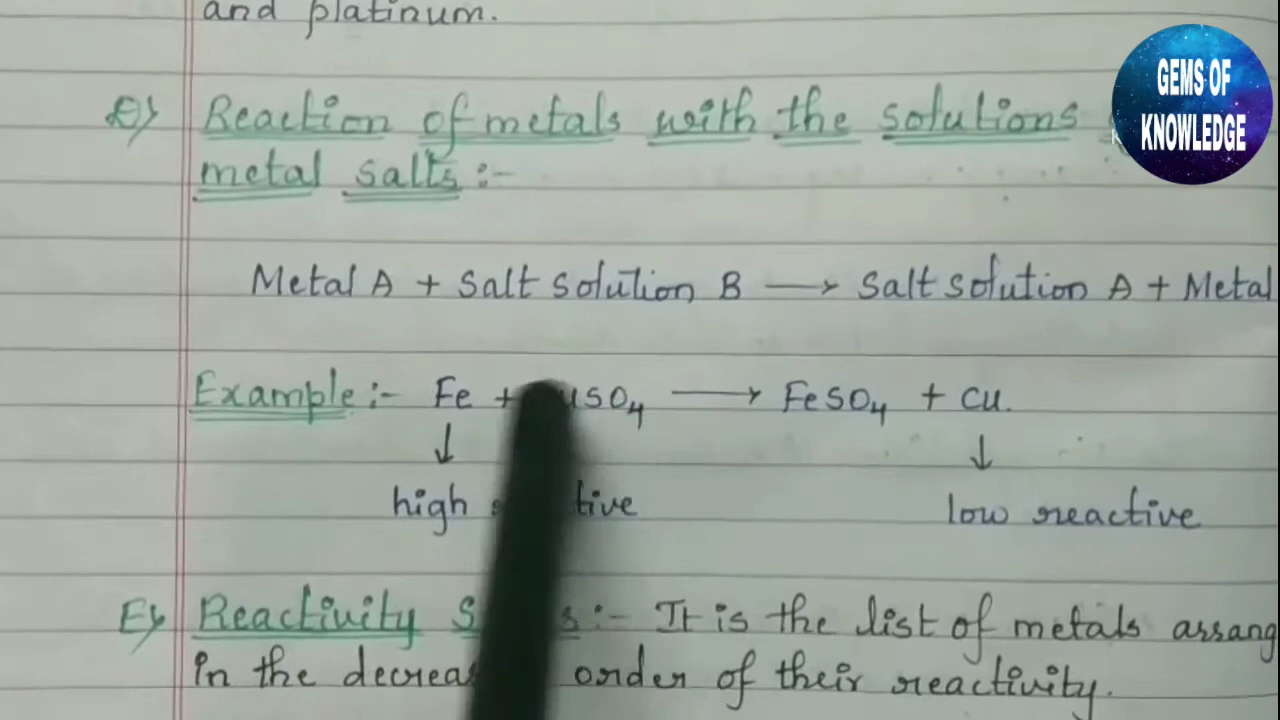 and platinum.
GEMS OF
KNOWLEDGE
D) Reaction of metals with the solutions
metal salts :-
Metal A + Salt solution B → Salt solution A + Metal
Example :- Fe + uSO4 → FeSO4 + Cu.
↓ ↓
high tive low reactive
E) Reactivity S s :- It is the list of metals arrang
in the decreas order of their reactivity.